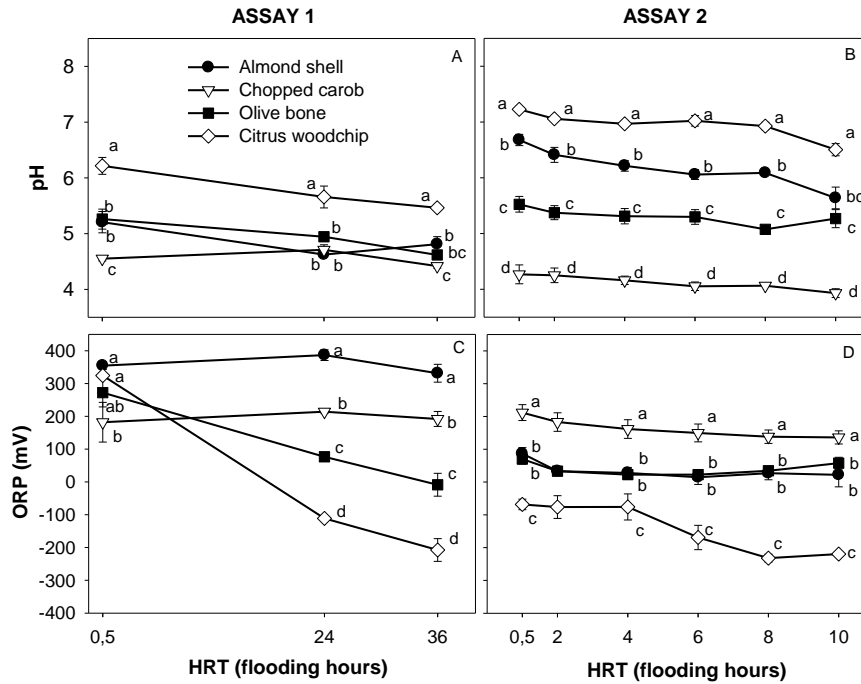 ASSAY 1
ASSAY 2
A
8
7
6
5
4
pH
Almond shell
Chopped carob
Olive bone
Citrus woodchip
a
a
a
b
b
b
b
b b
bc
c
c
B
a a a a a a
b b b b b bc
c c c c c c
d d d d d d
C
400
300
200
100
0
-100
-200
-300
-400
ORP (mV)
a
a
a
a
ab
b
b
b
c
c
d
d
0,5 24 36
HRT (flooding hours)
D
a a a a a
b b b b b
b b b b b
c c c c c
0,5 2 4 6 8 10
HRT (flooding hours)